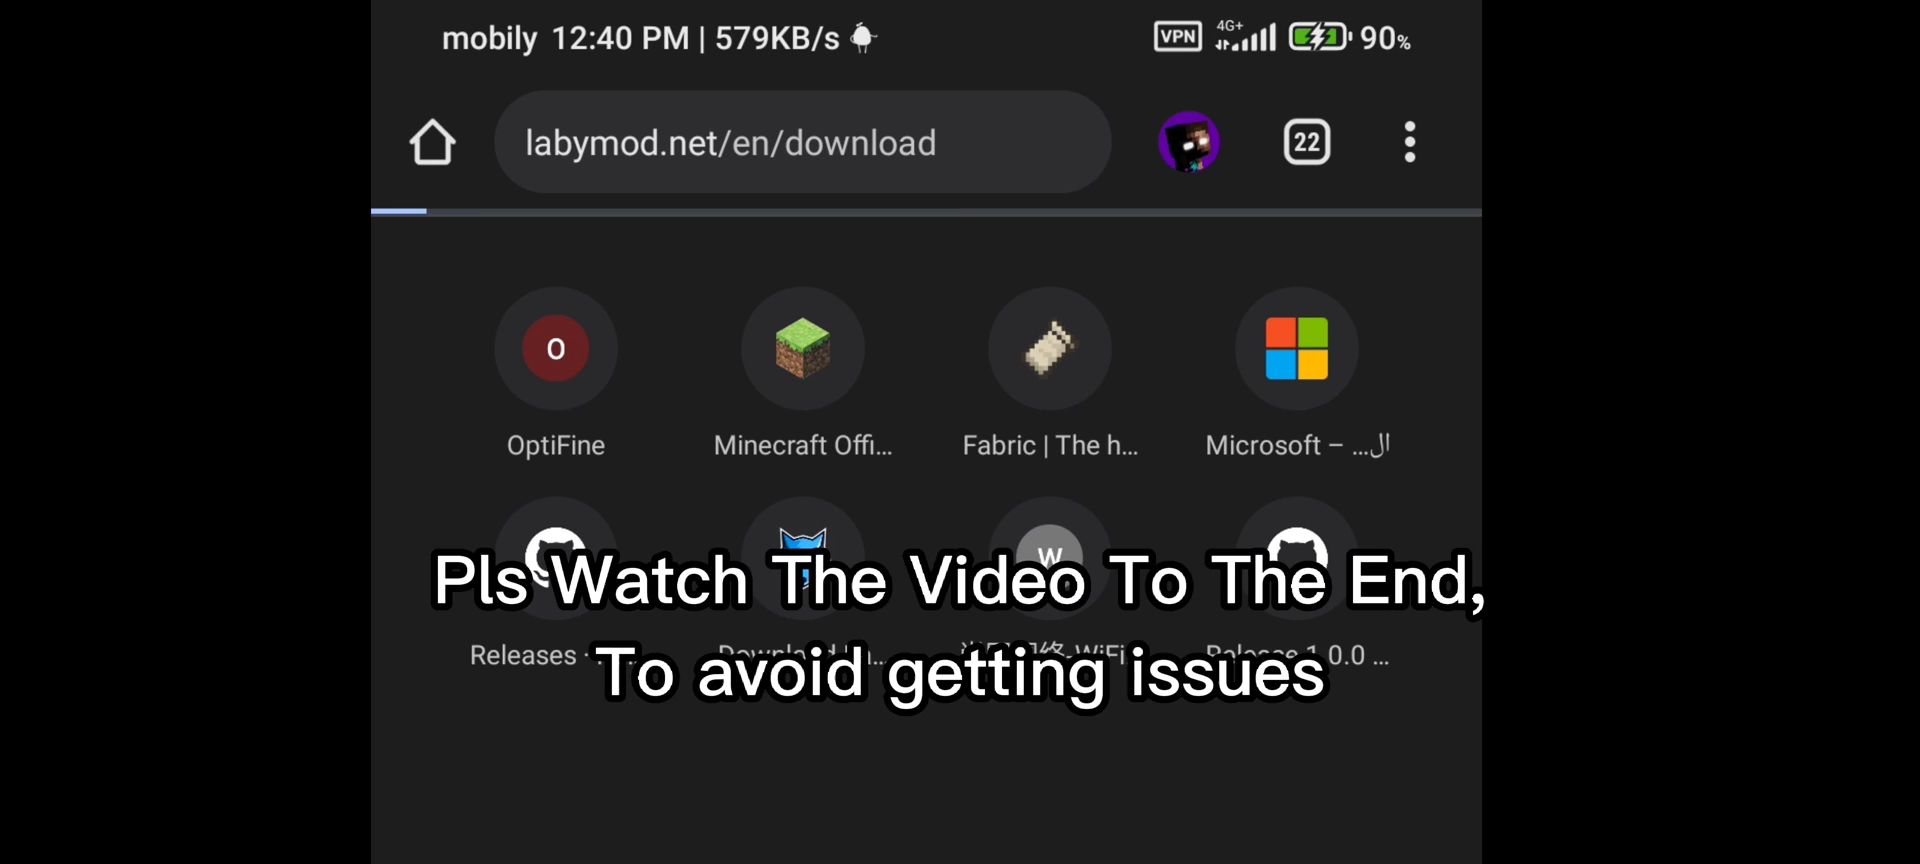 mobily 12:40 PM | 579KB/s
VPN 4G+ 90%
labymod.net/en/download
22
O
OptiFine
Minecraft Offi...
Fabric | The h...
Microsoft – ...ال
W
Pls Watch The Video To The End,
Releases
1.0.0 ...
To avoid getting issues